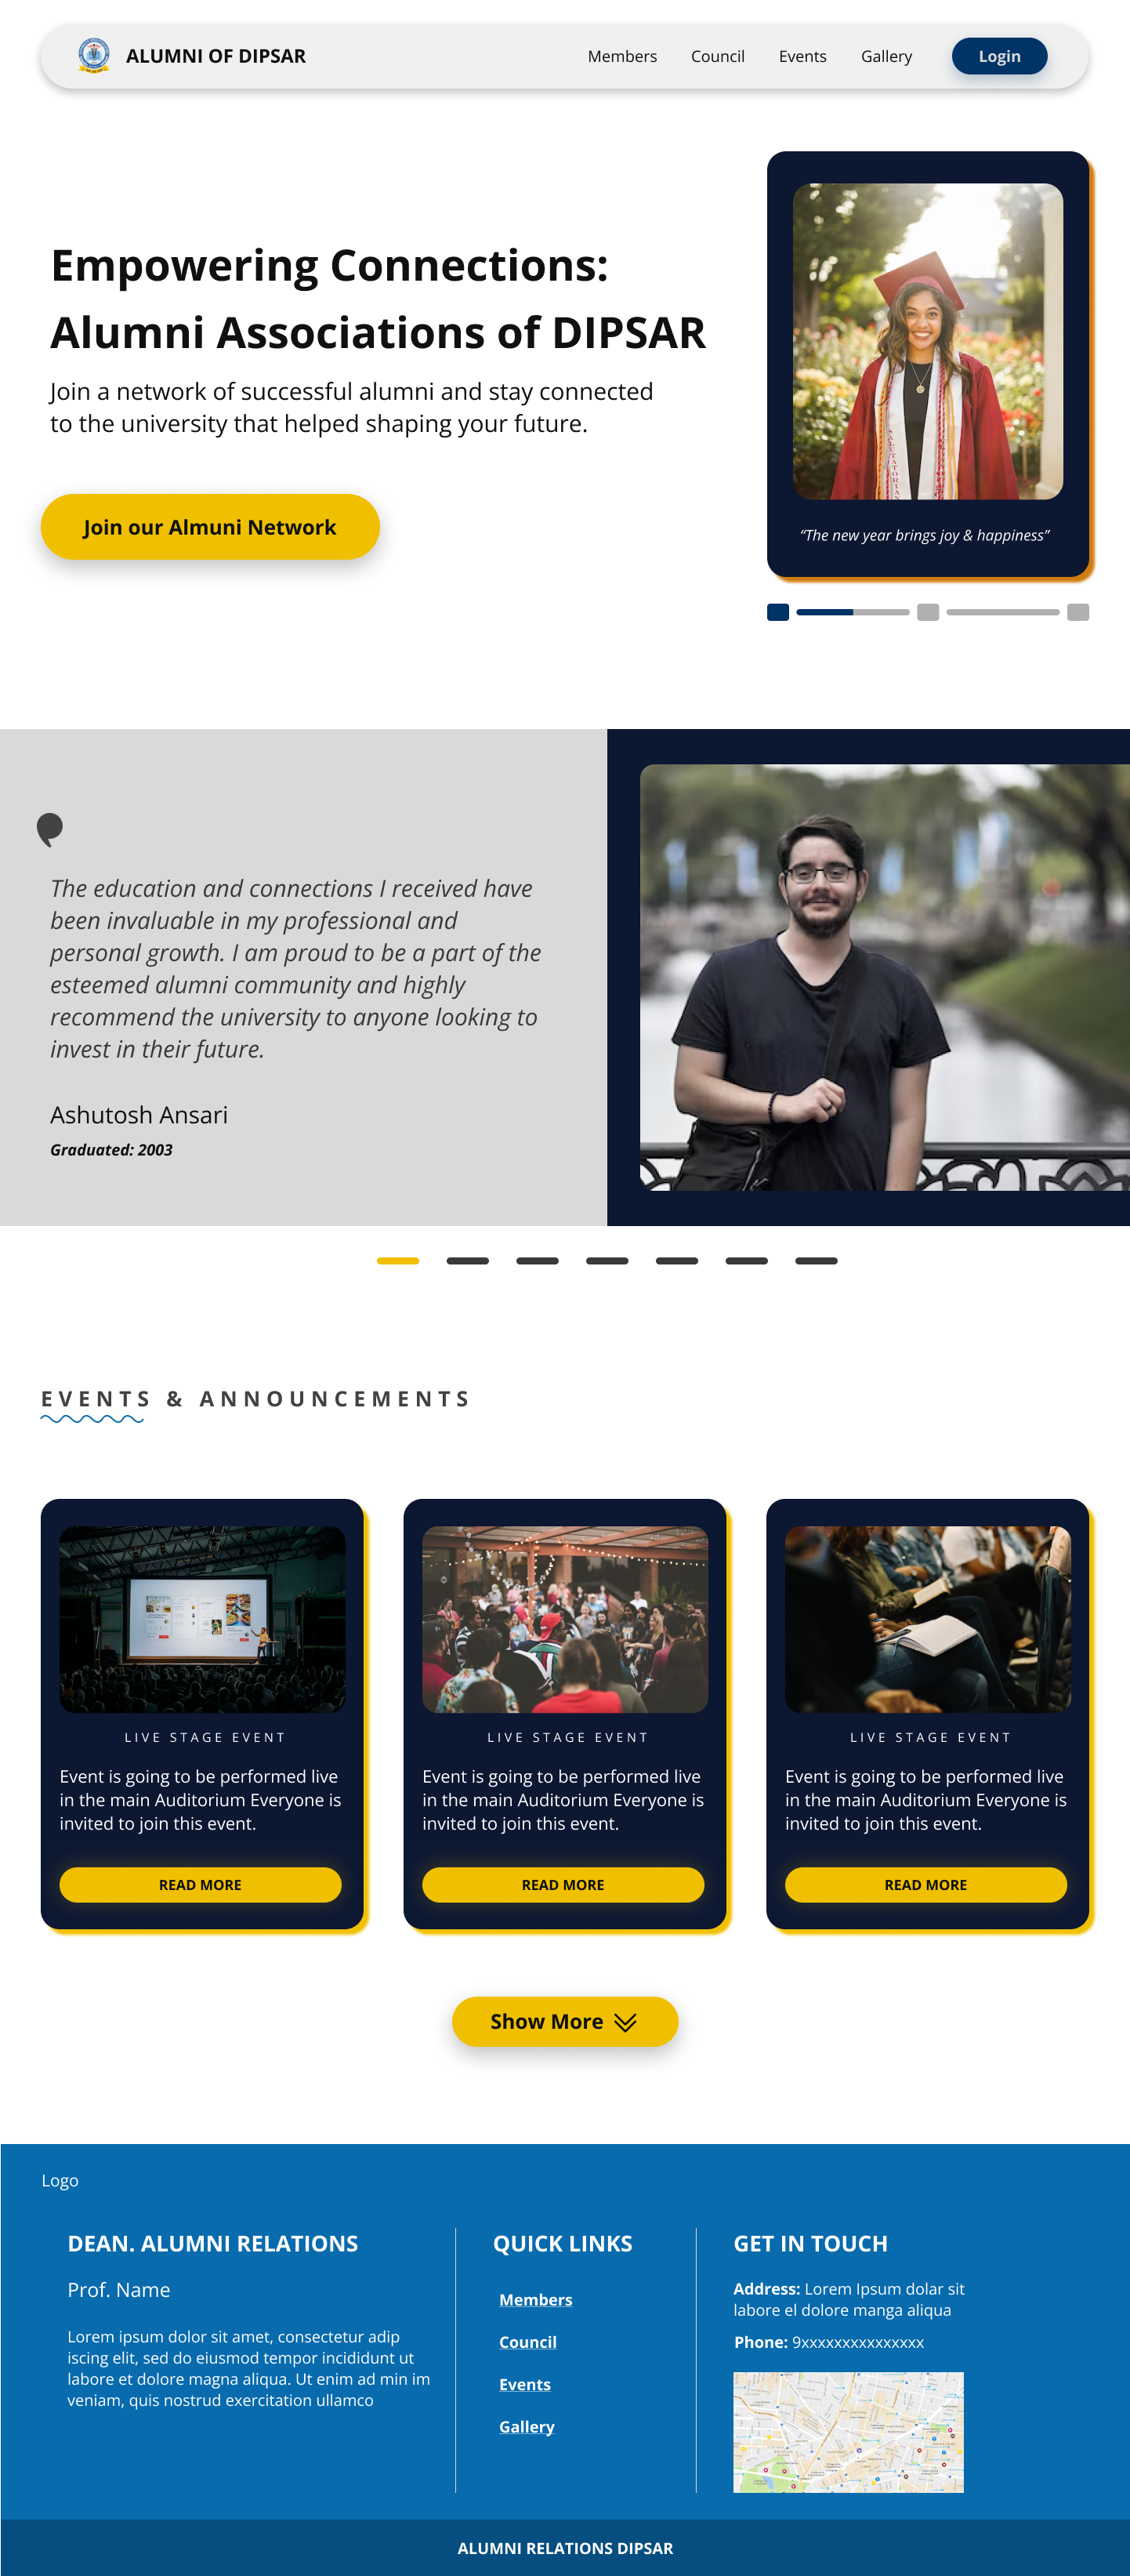 ALUMNI OF DIPSAR
Members
Council
Events
Gallery
Login
Empowering Connections:
Alumni Associations of DIPSAR
Join a network of successful alumni and stay connected
to the university that helped shaping your future.
Join our Almuni Network
SALUTATORIAN
“The new year brings joy & happiness”
The education and connections I received have
been invaluable in my professional and
personal growth. I am proud to be a part of the
esteemed alumni community and highly
recommend the university to anyone looking to
invest in their future.
Ashutosh Ansari
Graduated: 2003
EVENTS & ANNOUNCEMENTS
LIVE STAGE EVENT
Event is going to be performed live
in the main Auditorium Everyone is
invited to join this event.
READ MORE
LIVE STAGE EVENT
Event is going to be performed live
in the main Auditorium Everyone is
invited to join this event.
READ MORE
LIVE STAGE EVENT
Event is going to be performed live
in the main Auditorium Everyone is
invited to join this event.
READ MORE
Show More
Logo
DEAN. ALUMNI RELATIONS
Prof. Name
Lorem ipsum dolor sit amet, consectetur adip
iscing elit, sed do eiusmod tempor incididunt ut
labore et dolore magna aliqua. Ut enim ad min im
veniam, quis nostrud exercitation ullamco
QUICK LINKS
Members
Council
Events
Gallery
GET IN TOUCH
Address: Lorem Ipsum dolar sit
labore el dolore manga aliqua
Phone: 9xxxxxxxxxxxxxxx
ALUMNI RELATIONS DIPSAR